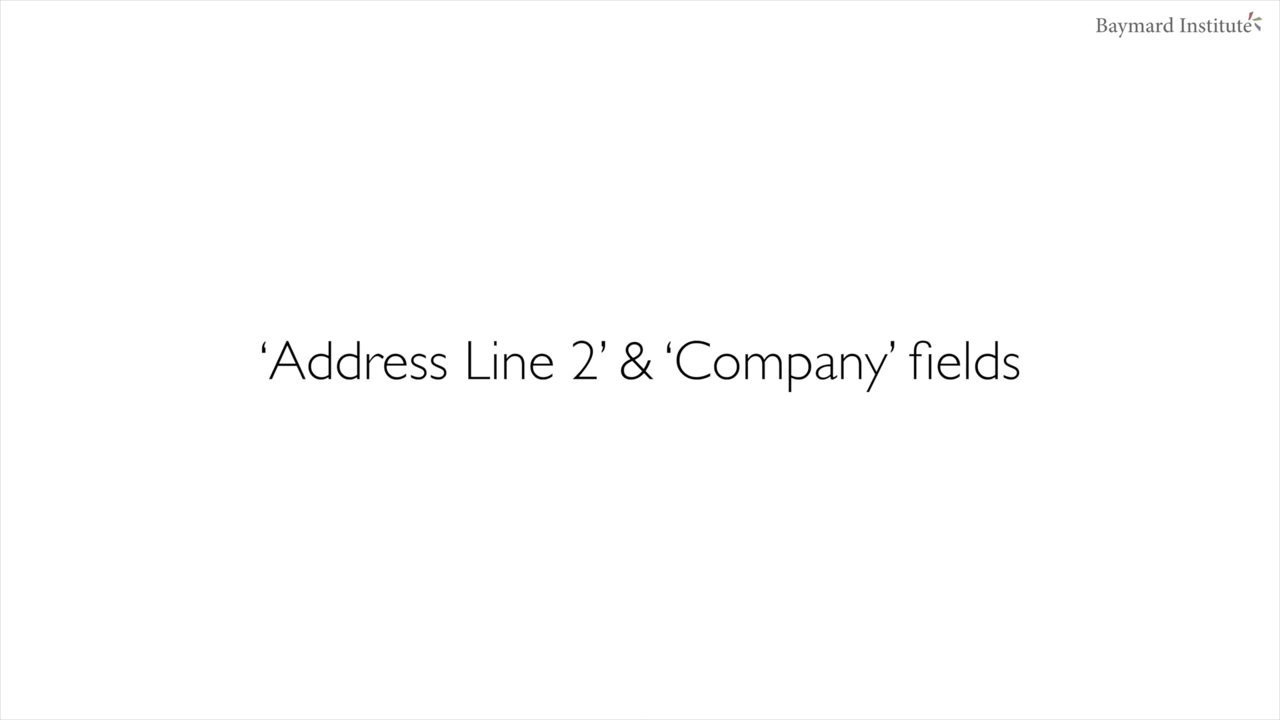 Baymard Institute
‘Address Line 2’ & ‘Company’ fields